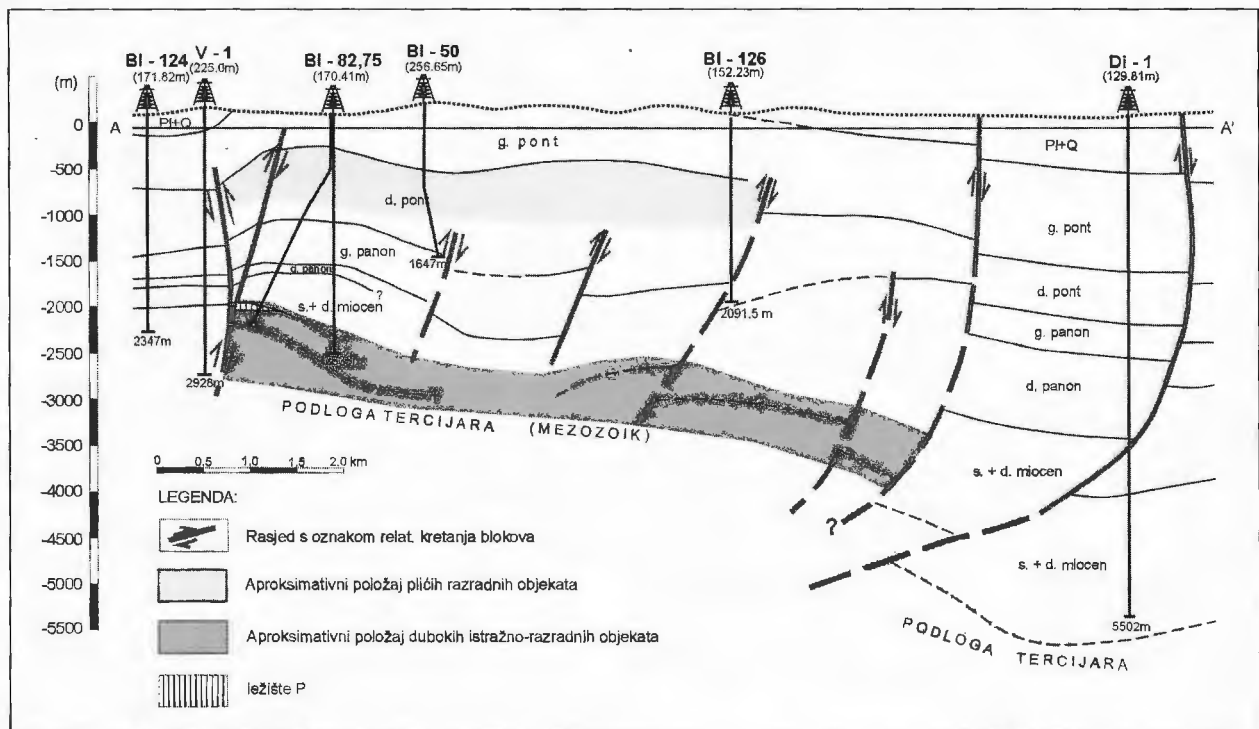 BI - 124
(171.82m)
V - 1
(225.0m)
BI - 82,75
(170.41m)
BI - 50
(256.65m)
BI - 126
(152.23m)
DI - 1
(129.81m)
(m)
0
-500
-1000
-1500
-2000
-2500
-3000
-3500
-4000
-4500
-5000
-5500
A
A'
Pl+Q
g. pont
Pl+Q
d. pont
g. pont
g. panon
1647m
d. panon
?
s.+ d. miocen
d. pont
2091.5 m
g. panon
2347m
2928m
d. panon
PODLOGA TERCIJARA (MEZOZOIK)
s. + d. miocen
?
s. + d. miocen
5502m
PODLOGA TERCIJARA
0 0,5 1,0 1,5 2,0 km
LEGENDA:
Rasjed s oznakom relat. kretanja blokova
Aproksimativni položaj plićih razradnih objekata
Aproksimativni položaj dubokih istražno-razradnih objekata
ležište P